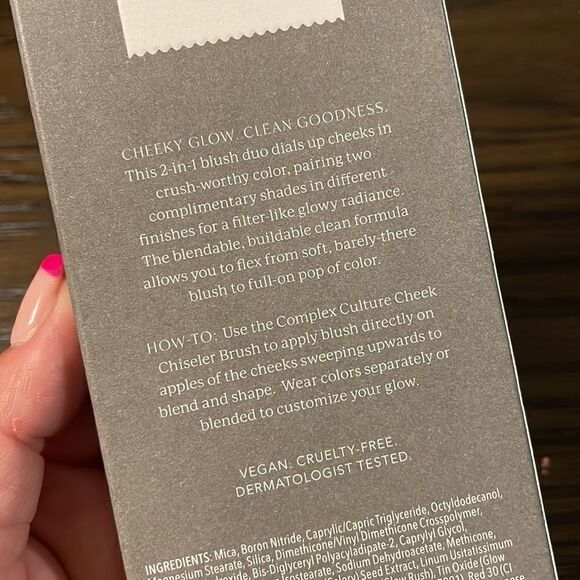 CHEEKY GLOW. CLEAN GOODNESS.
This 2-in-1 blush duo dials up cheeks in
crush-worthy color, pairing two
complimentary shades in different
finishes for a filter-like glowy radiance.
The blendable, buildable clean formula
allows you to flex from soft, barely-there
blush to full-on pop of color.
HOW-TO: Use the Complex Culture Cheek
Chiseler Brush to apply blush directly on
apples of the cheeks sweeping upwards to
blend and shape. Wear colors separately or
blended to customize your glow.
VEGAN. CRUELTY-FREE.
DERMATOLOGIST TESTED.
INGREDIENTS: Mica, Boron Nitride, Caprylic/Capric Triglyceride, Octyldodecanol,
Magnesium Stearate, Silica, Dimethicone/Vinyl Dimethicone Crosspolymer,
Bis-Diglyceryl Polyacyladipate-2, Caprylyl Glycol,
Sodium Dehydroacetate, Methicone,
Seed Extract, Linum Usitatissimum
Tin Oxide (Glow
Red 30 (CI